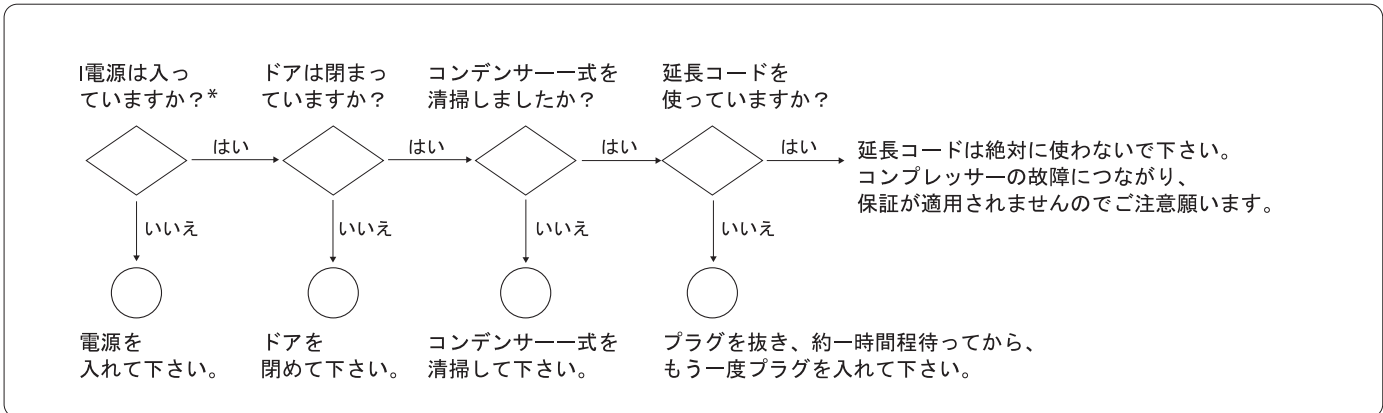 I電源は入っ
ていますか？*
ドアは閉まっ
ていますか？
コンデンサー一式を
清掃しましたか？
延長コードを
使っていますか？
はい
はい
はい
はい
延長コードは絶対に使わないで下さい。
コンプレッサーの故障につながり、
保証が適用されませんのでご注意願います。
いいえ
いいえ
いいえ
いいえ
電源を
入れて下さい。
ドアを
閉めて下さい。
コンデンサー一式を
清掃して下さい。
プラグを抜き、約一時間程待ってから、
もう一度プラグを入れて下さい。